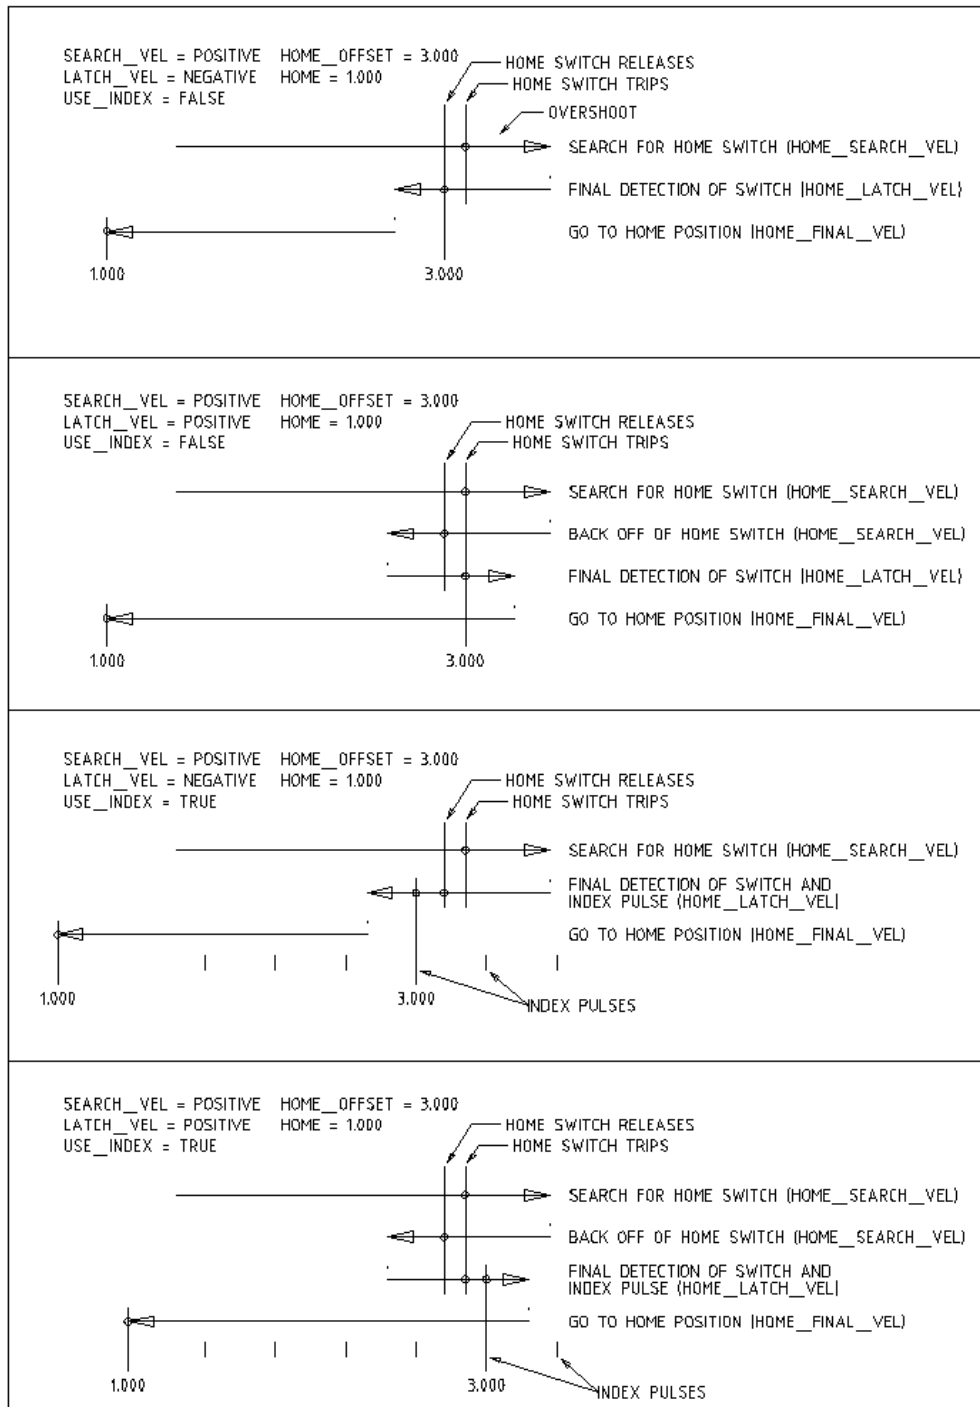 SEARCH_VEL = POSITIVE HOME_OFFSET = 3.000
LATCH_VEL = NEGATIVE HOME = 1.000
USE_INDEX = FALSE
HOME SWITCH RELEASES
HOME SWITCH TRIPS
OVERSHOOT
SEARCH FOR HOME SWITCH (HOME_SEARCH_VEL)
FINAL DETECTION OF SWITCH (HOME_LATCH_VEL)
GO TO HOME POSITION (HOME_FINAL_VEL)
1.000 3.000
SEARCH_VEL = POSITIVE HOME_OFFSET = 3.000
LATCH_VEL = POSITIVE HOME = 1.000
USE_INDEX = FALSE
HOME SWITCH RELEASES
HOME SWITCH TRIPS
SEARCH FOR HOME SWITCH (HOME_SEARCH_VEL)
BACK OFF OF HOME SWITCH (HOME_SEARCH_VEL)
FINAL DETECTION OF SWITCH (HOME_LATCH_VEL)
GO TO HOME POSITION (HOME_FINAL_VEL)
1.000 3.000
SEARCH_VEL = POSITIVE HOME_OFFSET = 3.000
LATCH_VEL = NEGATIVE HOME = 1.000
USE_INDEX = TRUE
HOME SWITCH RELEASES
HOME SWITCH TRIPS
SEARCH FOR HOME SWITCH (HOME_SEARCH_VEL)
FINAL DETECTION OF SWITCH AND
INDEX PULSE (HOME_LATCH_VEL)
GO TO HOME POSITION (HOME_FINAL_VEL)
1.000 3.000
INDEX PULSES
SEARCH_VEL = POSITIVE HOME_OFFSET = 3.000
LATCH_VEL = POSITIVE HOME = 1.000
USE_INDEX = TRUE
HOME SWITCH RELEASES
HOME SWITCH TRIPS
SEARCH FOR HOME SWITCH (HOME_SEARCH_VEL)
BACK OFF OF HOME SWITCH (HOME_SEARCH_VEL)
FINAL DETECTION OF SWITCH AND
INDEX PULSE (HOME_LATCH_VEL)
GO TO HOME POSITION (HOME_FINAL_VEL)
1.000 3.000
INDEX PULSES